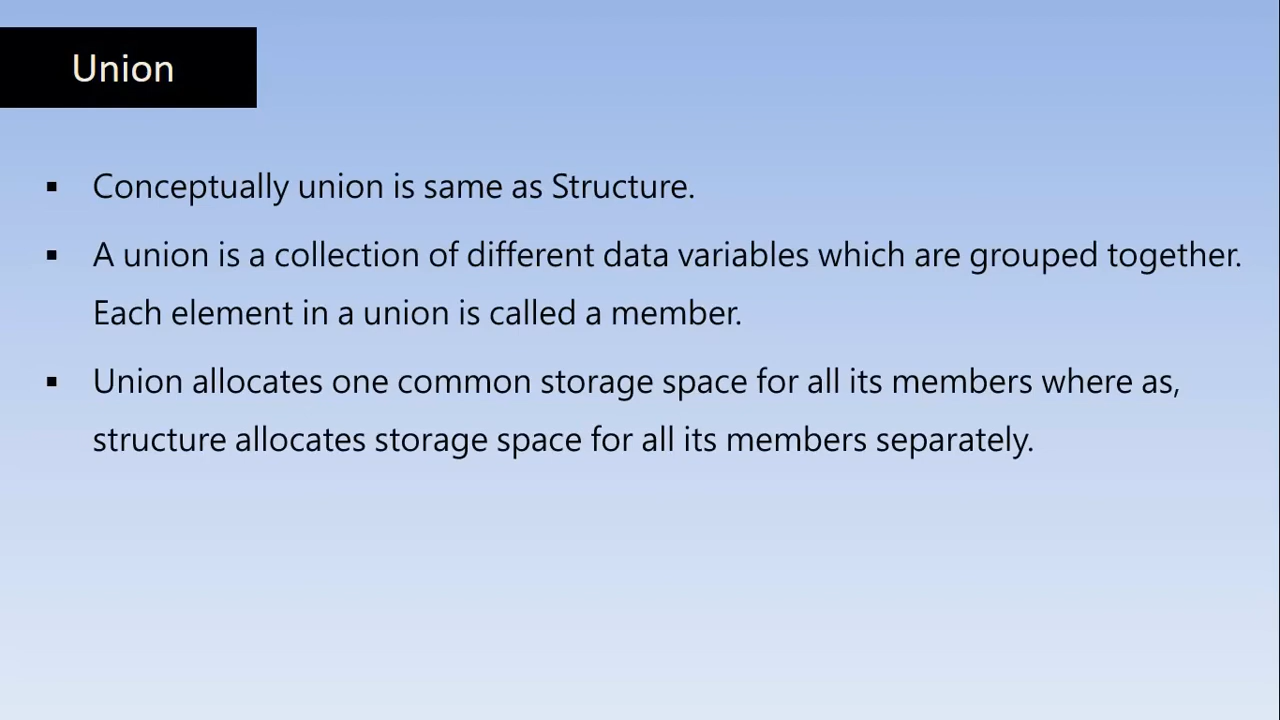 Union
▪ Conceptually union is same as Structure.
▪ A union is a collection of different data variables which are grouped together.
Each element in a union is called a member.
▪ Union allocates one common storage space for all its members where as,
structure allocates storage space for all its members separately.